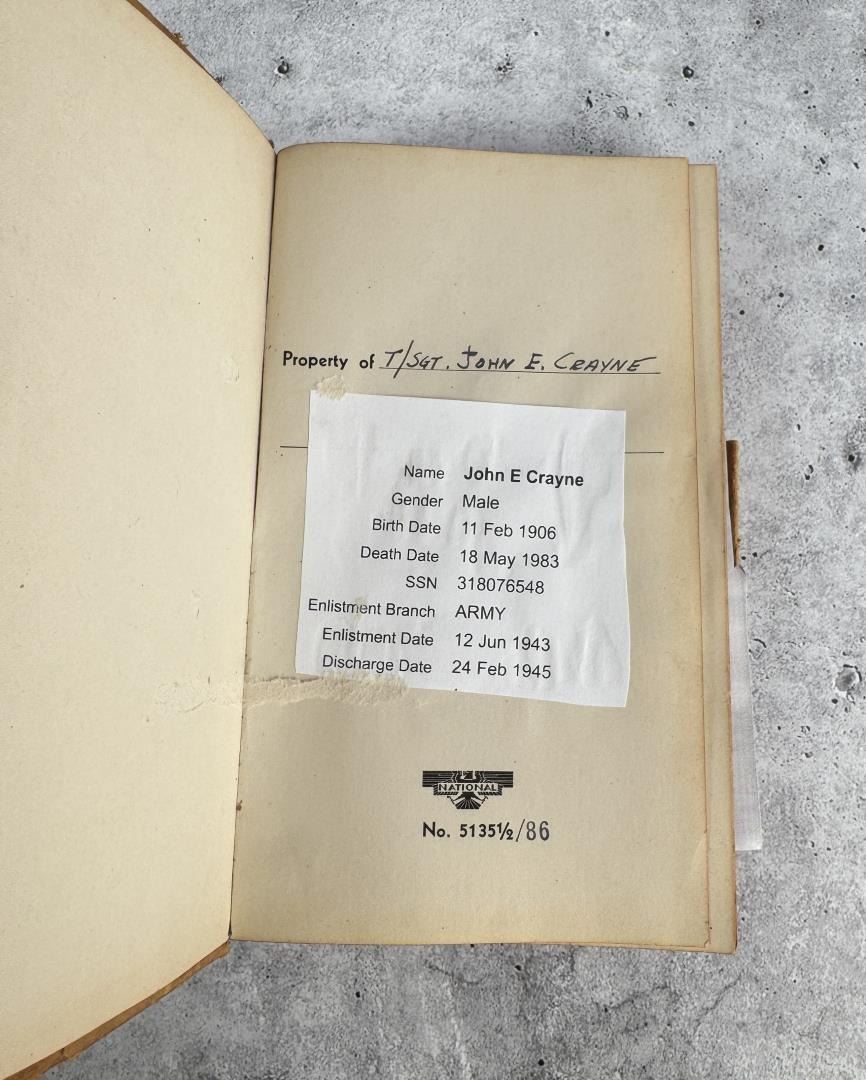 Property of T/SGT. JOHN E. CRAYNE
Name John E Crayne
Gender Male
Birth Date 11 Feb 1906
Death Date 18 May 1983
SSN 318076548
Enlistment Branch ARMY
Enlistment Date 12 Jun 1943
Discharge Date 24 Feb 1945
NATIONAL
No. 5135½/86